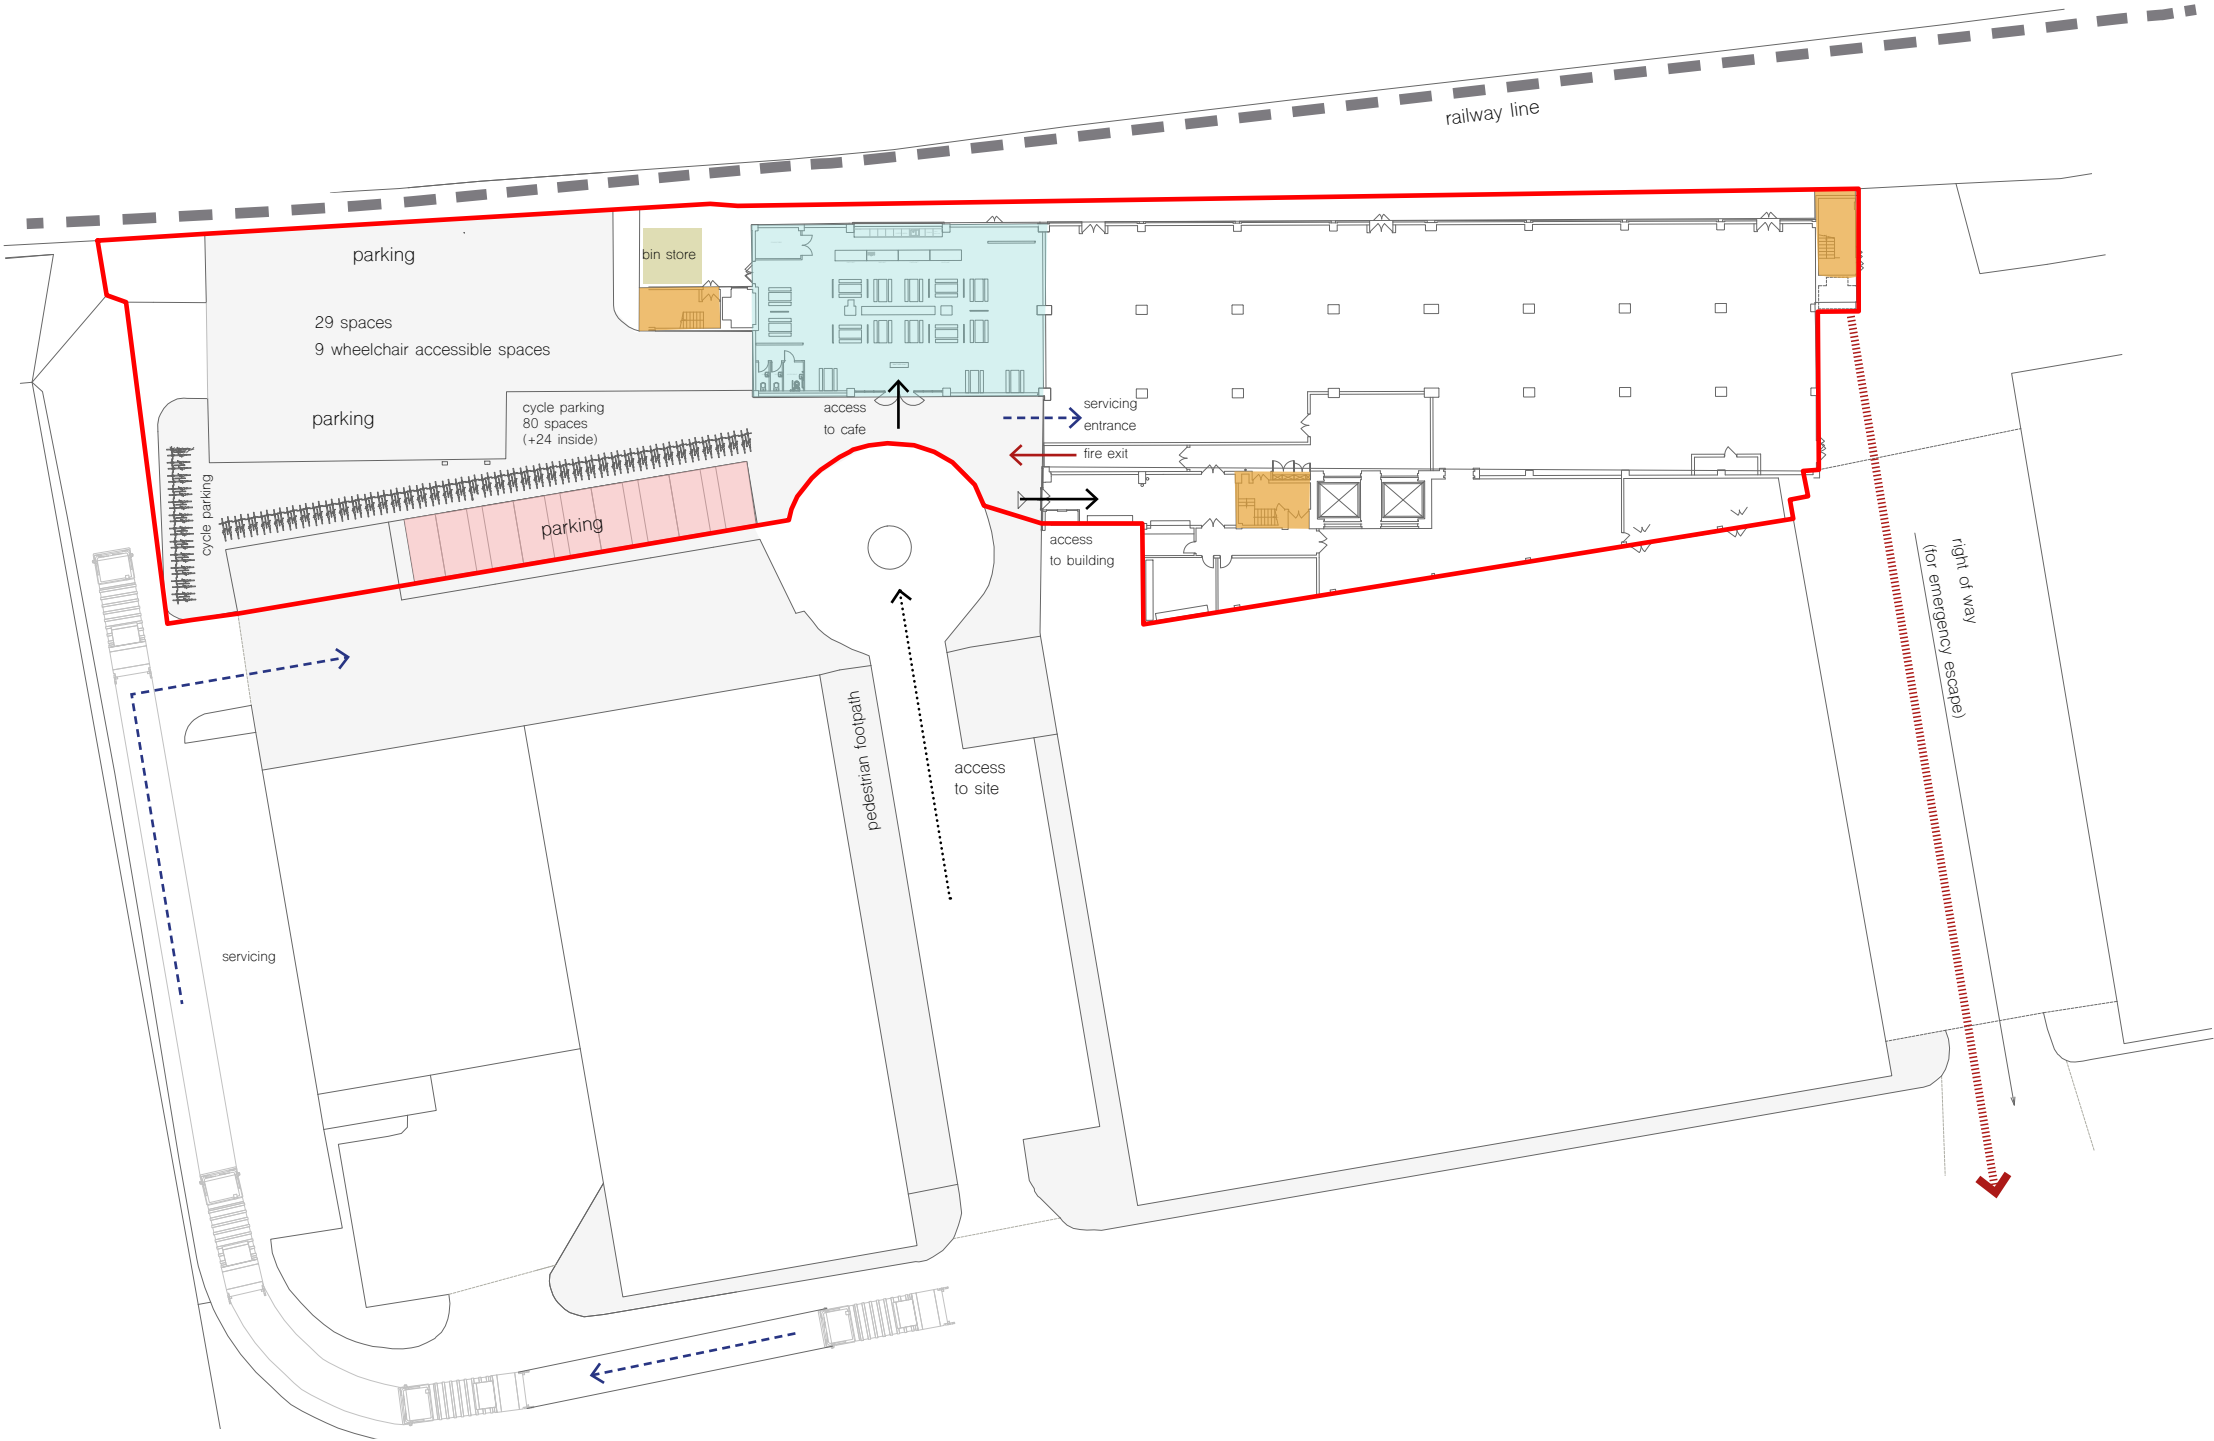 railway line
parking
bin store
29 spaces
9 wheelchair accessible spaces
parking
cycle parking
80 spaces
(+24 inside)
access
to cafe
servicing
entrance
fire exit
cycle parking
parking
access
to building
right of way
(for emergency escape)
pedestrian footpath
access
to site
servicing